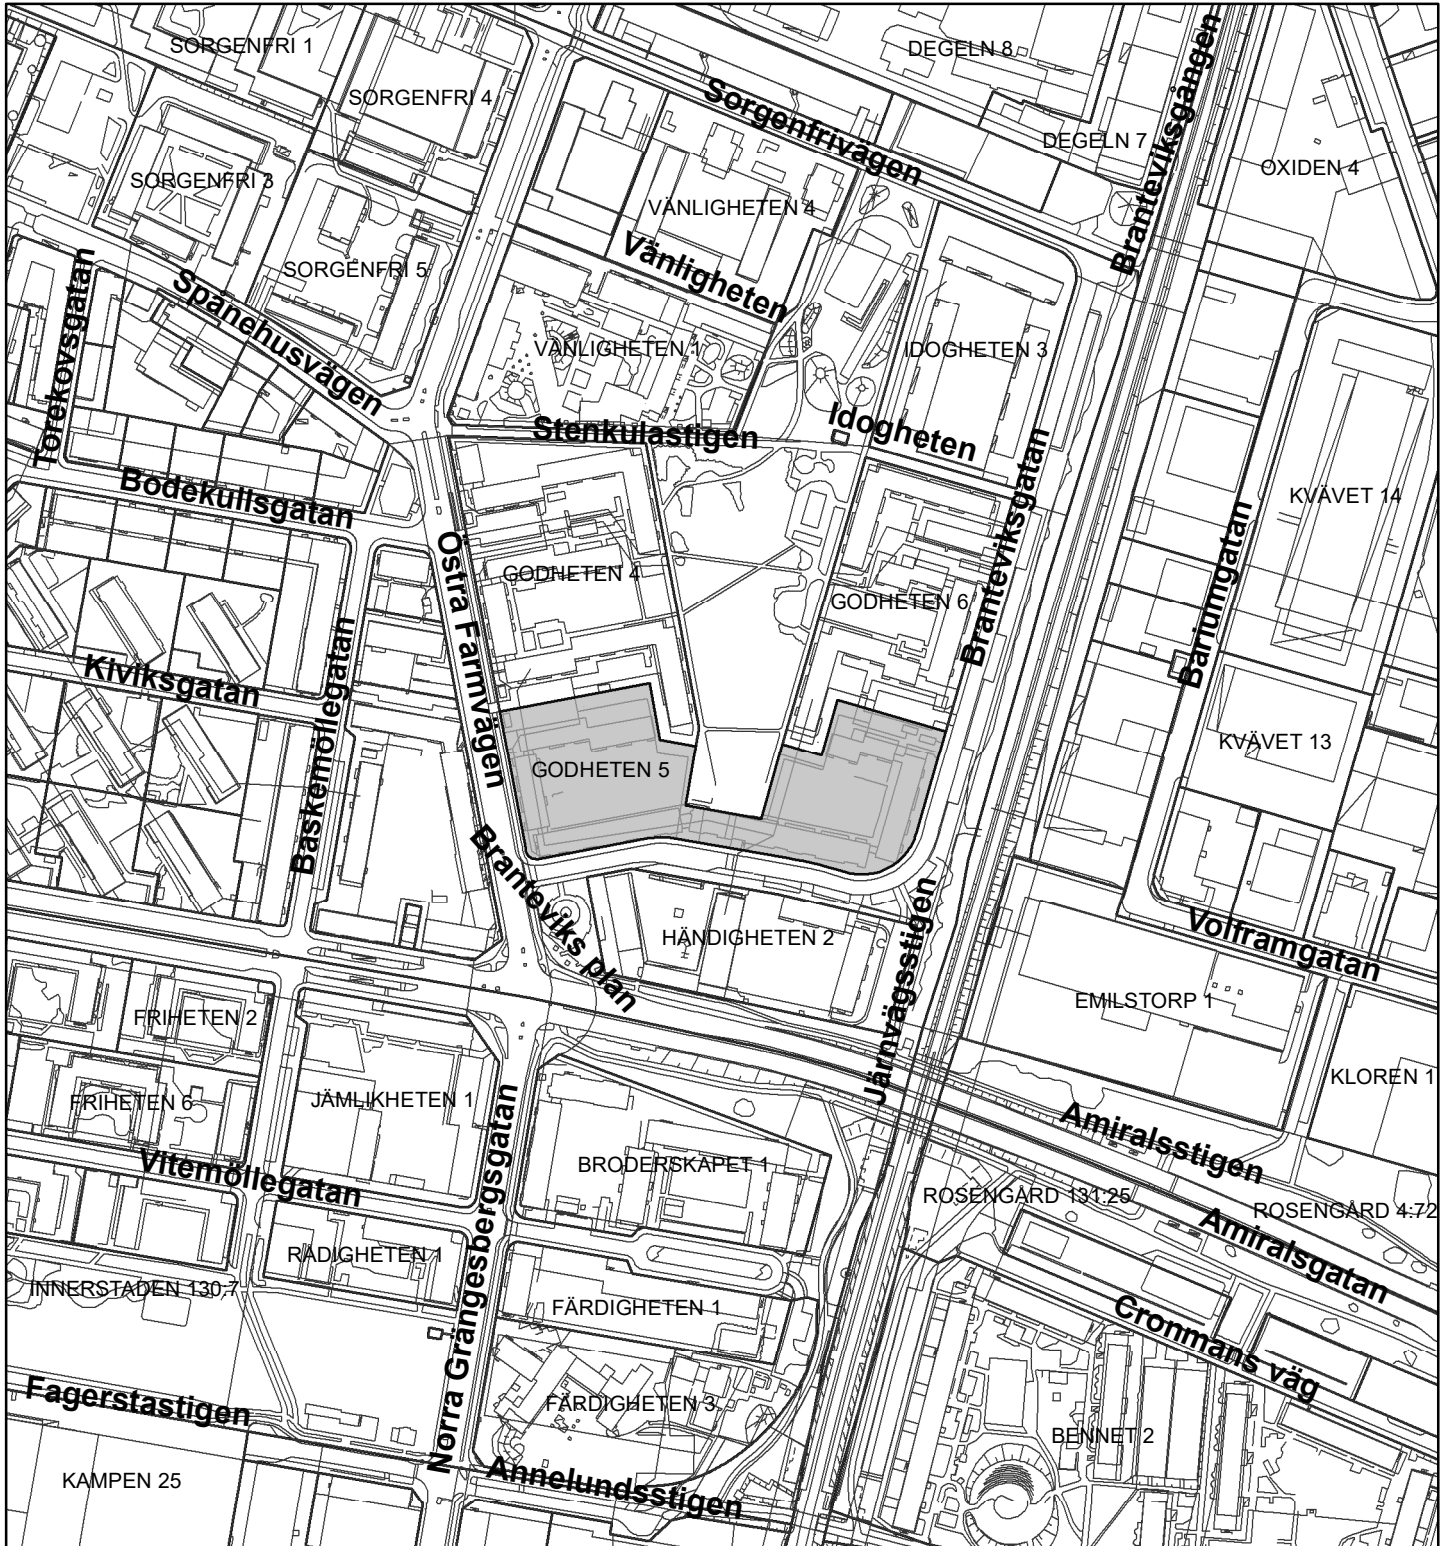 SORGENFRI 1
DEGELN 8
SORGENFRI 4
Sorgenfrivägen
Branteviksgången
DEGELN 7
OXIDEN 4
SORGENFRI 3
VÄNLIGHETEN 4
Vänligheten
SORGENFRI 5
Spånehusvägen
Torekovsgatan
VÄNLIGHETEN 1
IDOGHETEN 3
Stenkulastigen
Idogheten
Bodekullsgatan
Branteviksgatan
KVÄVET 14
Östra Farmvägen
GODHETEN 4
GODHETEN 6
Bariumgatan
Kiviksgatan
Baskemöllegatan
GODHETEN 5
KVÄVET 13
Branteviks plan
HÄNDIGHETEN 2
Järnvägsstigen
Volframgatan
EMILSTORP 1
FRIHETEN 2
FRIHETEN 6
JÄMLIKHETEN 1
KLOREN 1
Amiralsstigen
Vitemöllegatan
BRODERSKAPET 1
ROSENGÅRD 131:25
ROSENGÅRD 4:72
Amiralsgatan
RÅDIGHETEN 1
INNERSTADEN 130:7
Norra Grängesbergsgatan
FÄRDIGHETEN 1
Cronmans väg
Fagerstastigen
FÄRDIGHETEN 3
BENNET 2
KAMPEN 25
Annelundsstigen